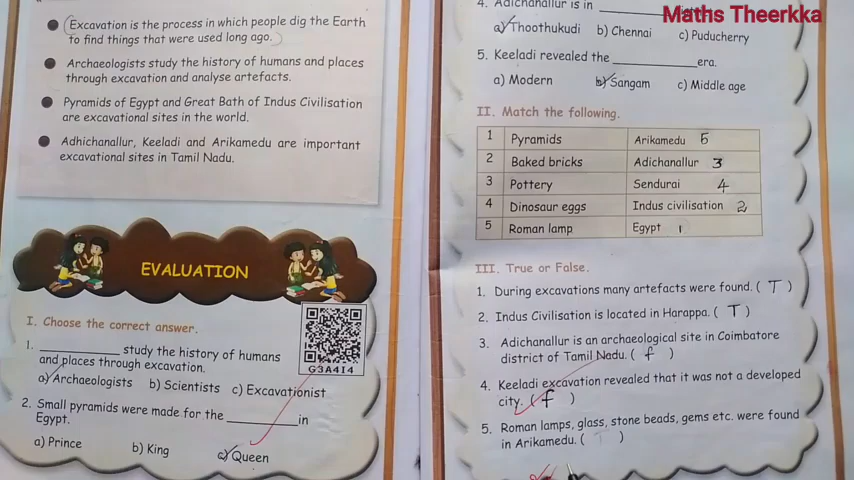 Excavation is the process in which people dig the Earth
to find things that were used long ago.
Archaeologists study the history of humans and places
through excavation and analyse artefacts.
Pyramids of Egypt and Great Bath of Indus Civilisation
are excavational sites in the world.
Adhichanallur, Keeladi and Arikamedu are important
excavational sites in Tamil Nadu.
EVALUATION
I. Choose the correct answer.
1. ____________ study the history of humans
and places through excavation.
a) Archaeologists b) Scientists c) Excavationist
G3A4I4
2. Small pyramids were made for the __________in
Egypt.
a) Prince b) King c) Queen
4. Adichanallur is in ____________
Maths Theerkka
a) Thoothukudi b) Chennai c) Puducherry
5. Keeladi revealed the ____________era.
a) Modern b) Sangam c) Middle age
II. Match the following.
1 Pyramids Arikamedu 5
2 Baked bricks Adichanallur 3
3 Pottery Sendurai 4
4 Dinosaur eggs Indus civilisation 2
5 Roman lamp Egypt 1
III. True or False.
1. During excavations many artefacts were found. ( T )
2. Indus Civilisation is located in Harappa. ( T )
3. Adichanallur is an archaeological site in Coimbatore
district of Tamil Nadu. ( f )
4. Keeladi excavation revealed that it was not a developed
city. ( f )
5. Roman lamps, glass, stone beads, gems etc. were found
in Arikamedu. ( T )